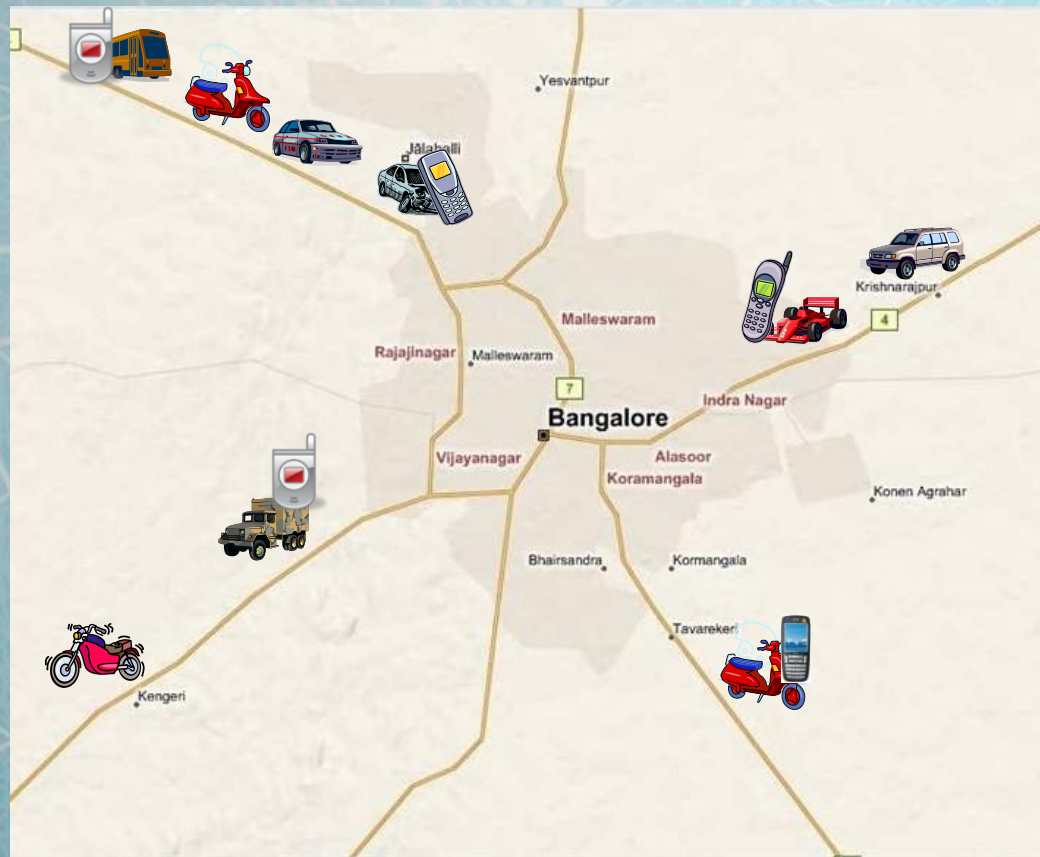 Yesvantpur
Jālahalli
Krishnarajpur
4
Malleswaram
Rajajinagar
Malleswaram
7
Indra Nagar
Bangalore
Vijayanagar
Alasoor
Koramangala
Konen Agrahar
Bhairsandra
Kormangala
Tavarekeri
Kengeri